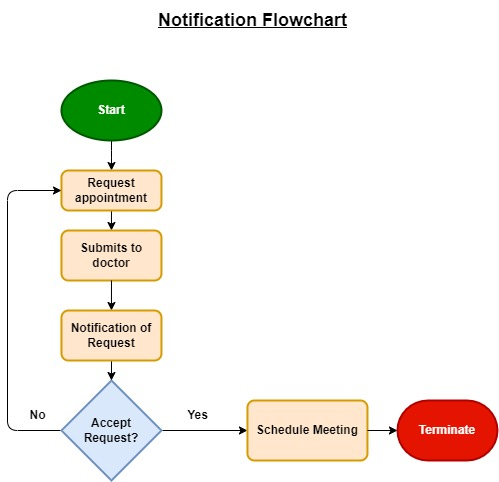 Notification Flowchart
Start
Request
appointment
Submits to
doctor
Notification of
Request
Accept
Request?
No
Yes
Schedule Meeting
Terminate